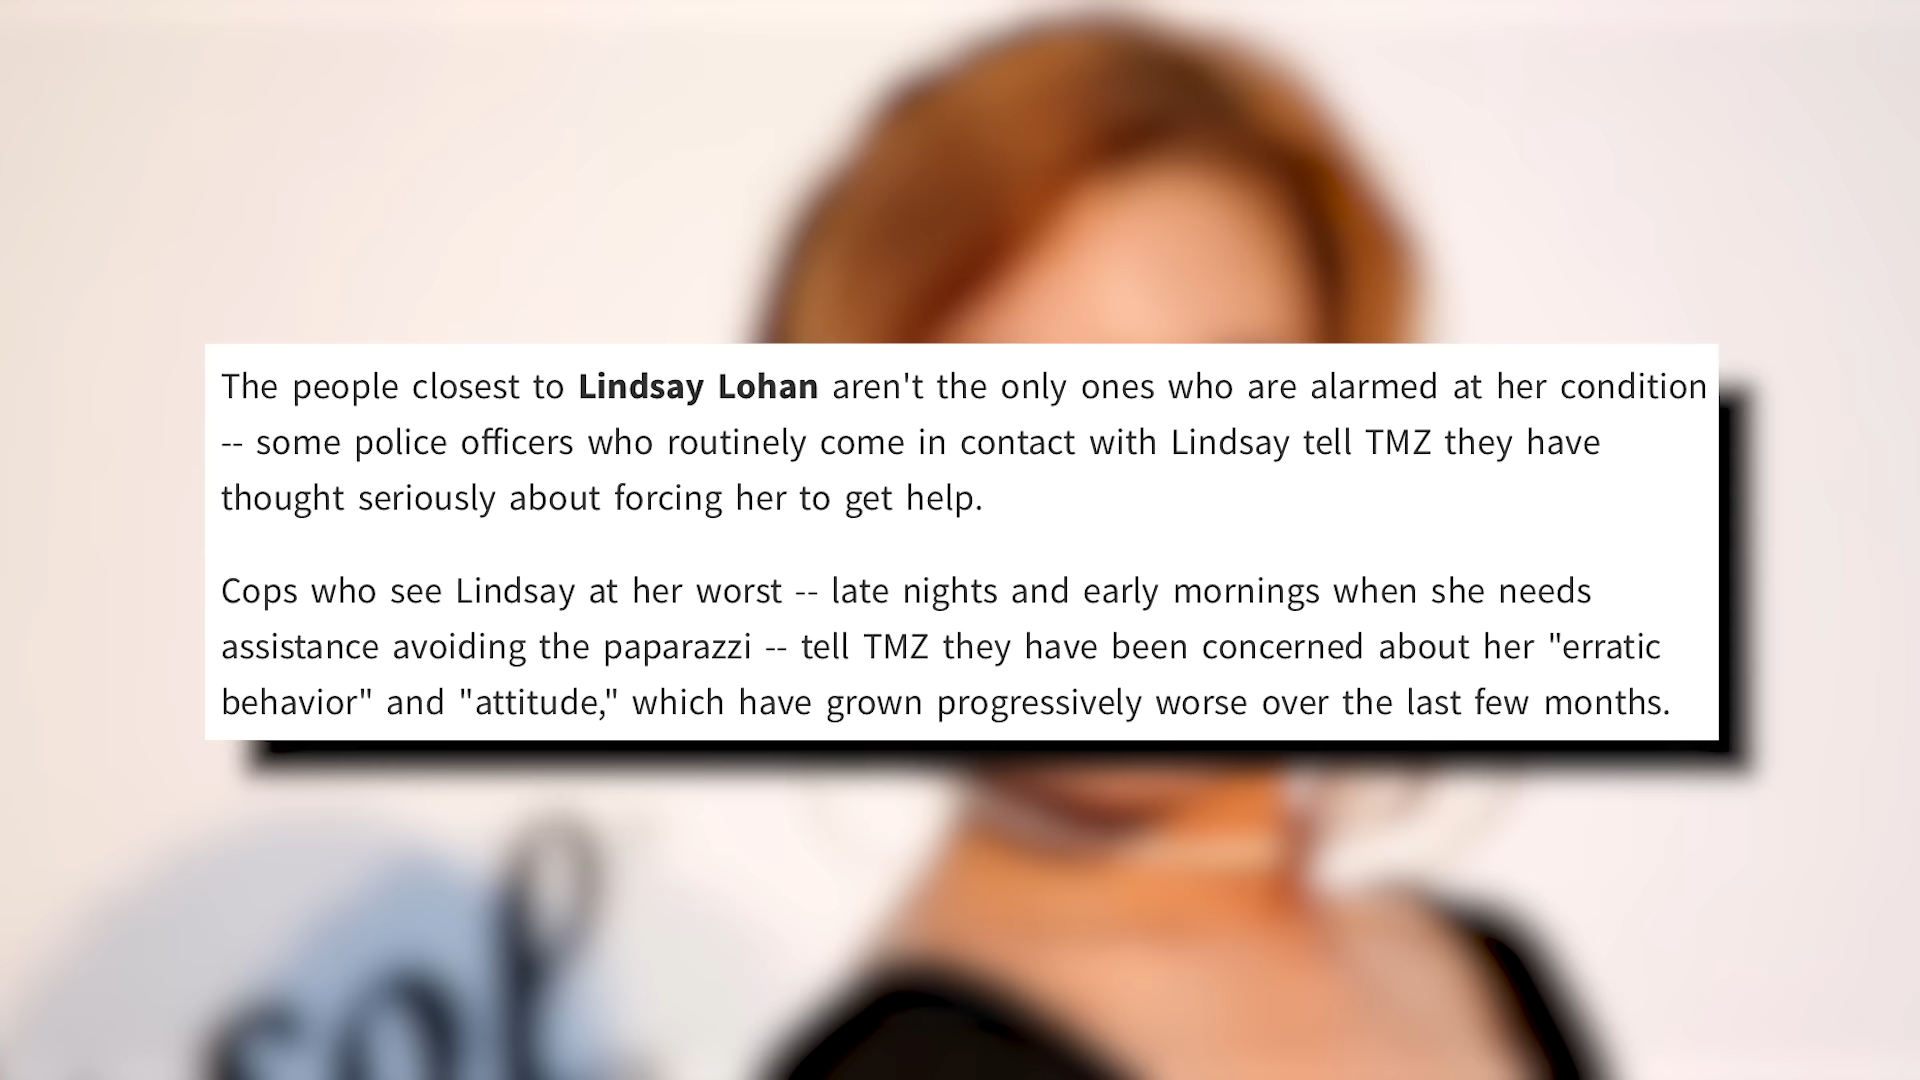 The people closest to Lindsay Lohan aren't the only ones who are alarmed at her condition
-- some police officers who routinely come in contact with Lindsay tell TMZ they have
thought seriously about forcing her to get help.
Cops who see Lindsay at her worst -- late nights and early mornings when she needs
assistance avoiding the paparazzi -- tell TMZ they have been concerned about her "erratic
behavior" and "attitude," which have grown progressively worse over the last few months.